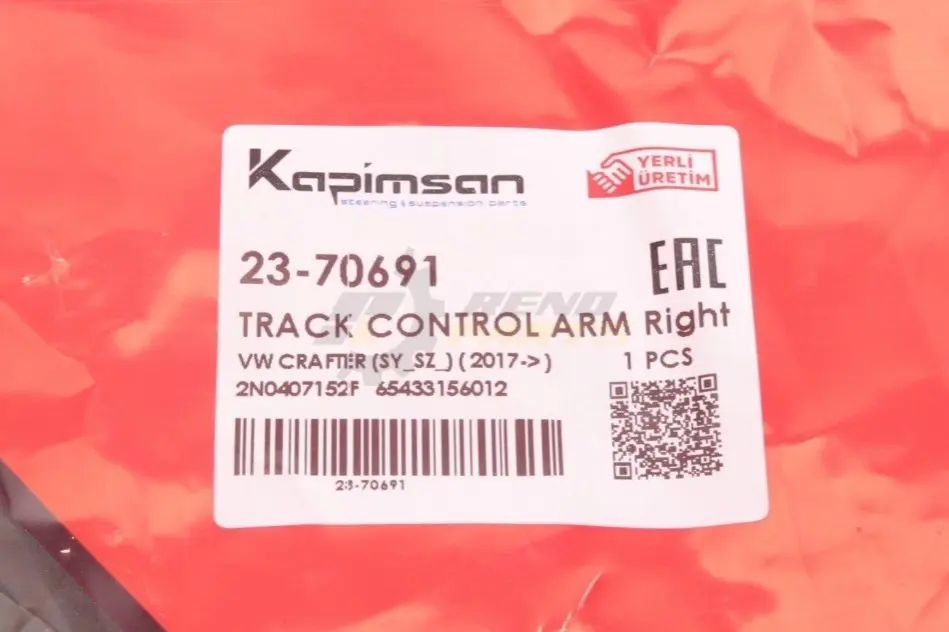 Kapimsan
steering & suspension parts
YERLİ
ÜRETİM
23-70691
EAC
RENO
TRACK CONTROL ARM Right
VW CRAFTER (SY_SZ_) ( 2017-> )
1 PCS
2N0407152F 65433156012
23-70691